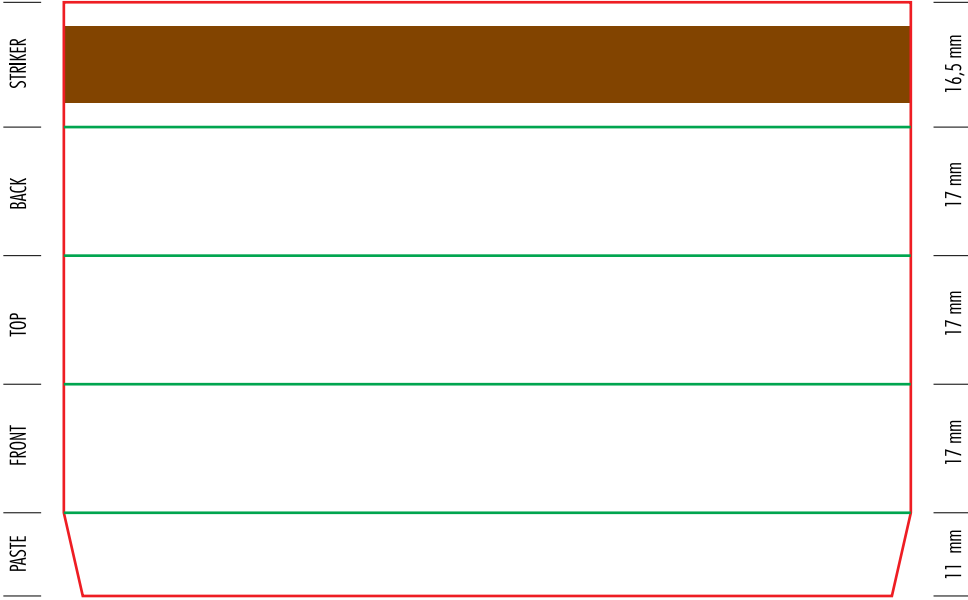 STRIKER
16,5 mm
BACK
17 mm
TOP
17 mm
FRONT
17 mm
PASTE
11 mm